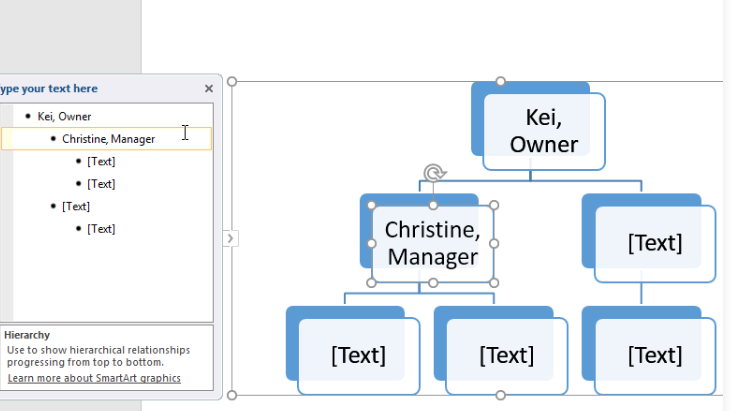 ype your text here
Kei, Owner
Christine, Manager
[Text]
[Text]
[Text]
[Text]
Hierarchy
Use to show hierarchical relationships
progressing from top to bottom.
Learn more about SmartArt graphics
Kei,
Owner
Christine,
Manager
[Text]
[Text]
[Text]
[Text]